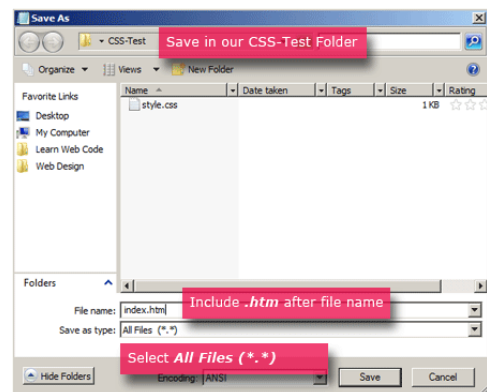 Save As
CSS-Test
Save in our CSS-Test Folder
Organize Views New Folder
Favorite Links
Name Date taken Tags Size Rating
style.css 1 KB
Desktop
My Computer
Learn Web Code
Web Design
Folders
Include .htm after file name
File name: index.htm
Save as type: All Files (*.*)
Select All Files (*.*)
Hide Folders Encoding: ANSI Save Cancel